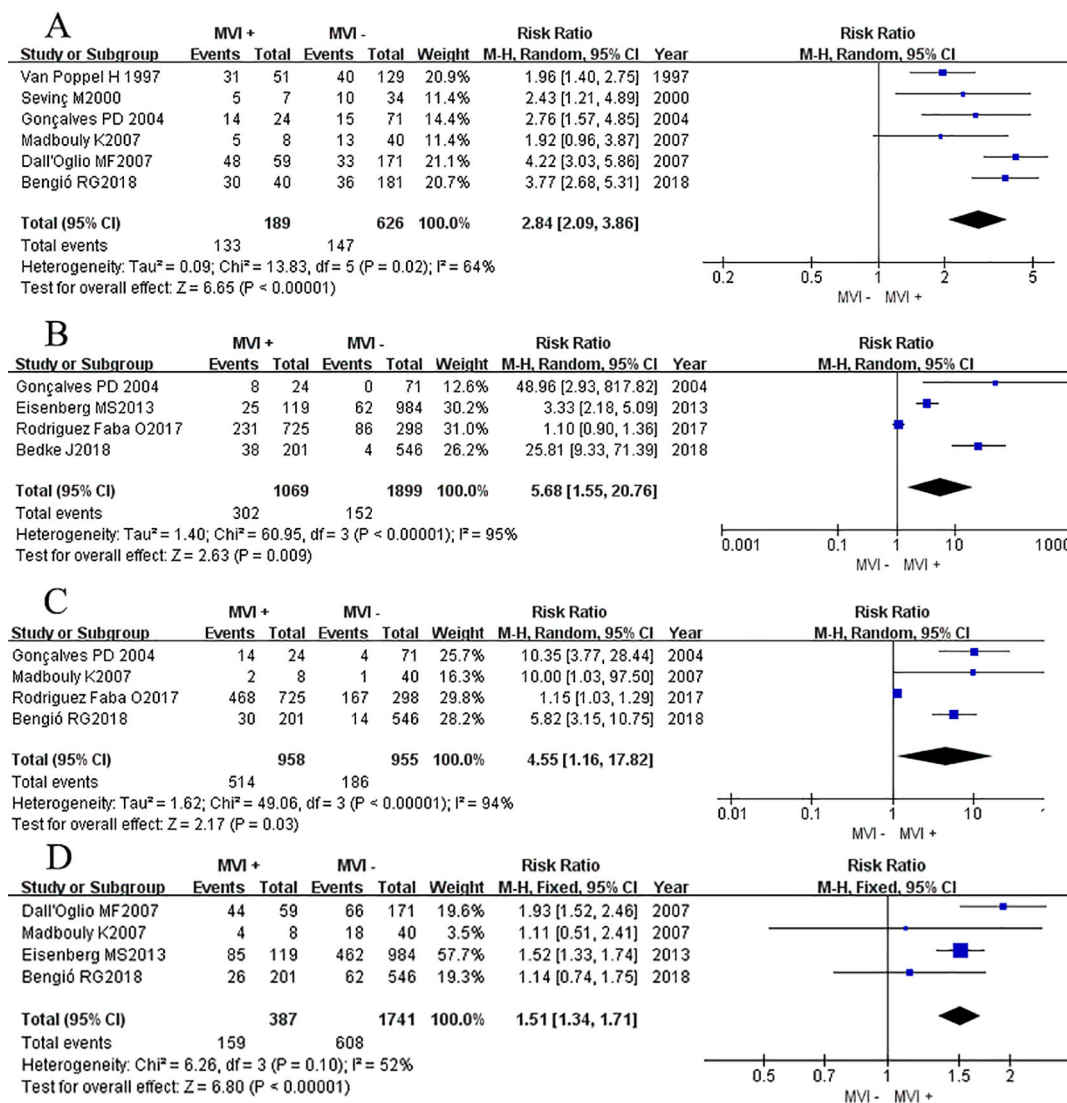 A
MVI + MVI - Risk Ratio Risk Ratio
Study or Subgroup Events Total Events Total Weight M-H, Random, 95% CI Year M-H, Random, 95% CI
Van Poppel H 1997 31 51 40 129 20.9% 1.96 [1.40, 2.75] 1997
Sevinç M2000 5 7 10 34 11.4% 2.43 [1.21, 4.89] 2000
Gonçalves PD 2004 14 24 15 71 14.4% 2.76 [1.57, 4.85] 2004
Madbouly K2007 5 8 13 40 11.4% 1.92 [0.96, 3.87] 2007
Dall'Oglio MF2007 48 59 33 171 21.1% 4.22 [3.03, 5.86] 2007
Bengió RG2018 30 40 36 181 20.7% 3.77 [2.68, 5.31] 2018
Total (95% CI) 189 626 100.0% 2.84 [2.09, 3.86]
Total events 133 147
Heterogeneity: Tau² = 0.09; Chi² = 13.83, df = 5 (P = 0.02); I² = 64%
Test for overall effect: Z = 6.65 (P < 0.00001)
0.2 0.5 1 2 5
MVI - MVI +
B
MVI + MVI - Risk Ratio Risk Ratio
Study or Subgroup Events Total Events Total Weight M-H, Random, 95% CI Year M-H, Random, 95% CI
Gonçalves PD 2004 8 24 0 71 12.6% 48.96 [2.93, 817.82] 2004
Eisenberg MS2013 25 119 62 984 30.2% 3.33 [2.18, 5.09] 2013
Rodriguez Faba O2017 231 725 86 298 31.0% 1.10 [0.90, 1.36] 2017
Bedke J2018 38 201 4 546 26.2% 25.81 [9.33, 71.39] 2018
Total (95% CI) 1069 1899 100.0% 5.68 [1.55, 20.76]
Total events 302 152
Heterogeneity: Tau² = 1.40; Chi² = 60.95, df = 3 (P < 0.00001); I² = 95%
Test for overall effect: Z = 2.63 (P = 0.009)
0.001 0.1 1 10 1000
MVI - MVI +
C
MVI + MVI - Risk Ratio Risk Ratio
Study or Subgroup Events Total Events Total Weight M-H, Random, 95% CI Year M-H, Random, 95% CI
Gonçalves PD 2004 14 24 4 71 25.7% 10.35 [3.77, 28.44] 2004
Madbouly K2007 2 8 1 40 16.3% 10.00 [1.03, 97.50] 2007
Rodriguez Faba O2017 468 725 167 298 29.8% 1.15 [1.03, 1.29] 2017
Bengió RG2018 30 201 14 546 28.2% 5.82 [3.15, 10.75] 2018
Total (95% CI) 958 955 100.0% 4.55 [1.16, 17.82]
Total events 514 186
Heterogeneity: Tau² = 1.62; Chi² = 49.06, df = 3 (P < 0.00001); I² = 94%
Test for overall effect: Z = 2.17 (P = 0.03)
0.01 0.1 1 10
MVI - MVI +
D
MVI + MVI - Risk Ratio Risk Ratio
Study or Subgroup Events Total Events Total Weight M-H, Fixed, 95% CI Year M-H, Fixed, 95% CI
Dall'Oglio MF2007 44 59 66 171 19.6% 1.93 [1.52, 2.46] 2007
Madbouly K2007 4 8 18 40 3.5% 1.11 [0.51, 2.41] 2007
Eisenberg MS2013 85 119 462 984 57.7% 1.52 [1.33, 1.74] 2013
Bengió RG2018 26 201 62 546 19.3% 1.14 [0.74, 1.75] 2018
Total (95% CI) 387 1741 100.0% 1.51 [1.34, 1.71]
Total events 159 608
Heterogeneity: Chi² = 6.26, df = 3 (P = 0.10); I² = 52%
Test for overall effect: Z = 6.80 (P < 0.00001)
0.5 0.7 1 1.5 2
MVI - MVI +